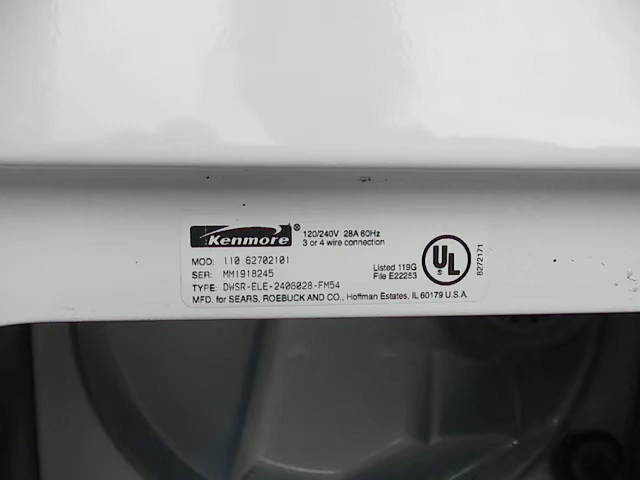 Kenmore®
120/240V 28A 60Hz
3 or 4 wire connection
MOD: 110 62702101
SER: MM1918245
TYPE: DWSR-ELE-2406028-FM54
MFD. for SEARS, ROEBUCK AND CO., Hoffman Estates, IL 60179 U.S.A.
Listed 119G
File E22253
UL
®
8272171